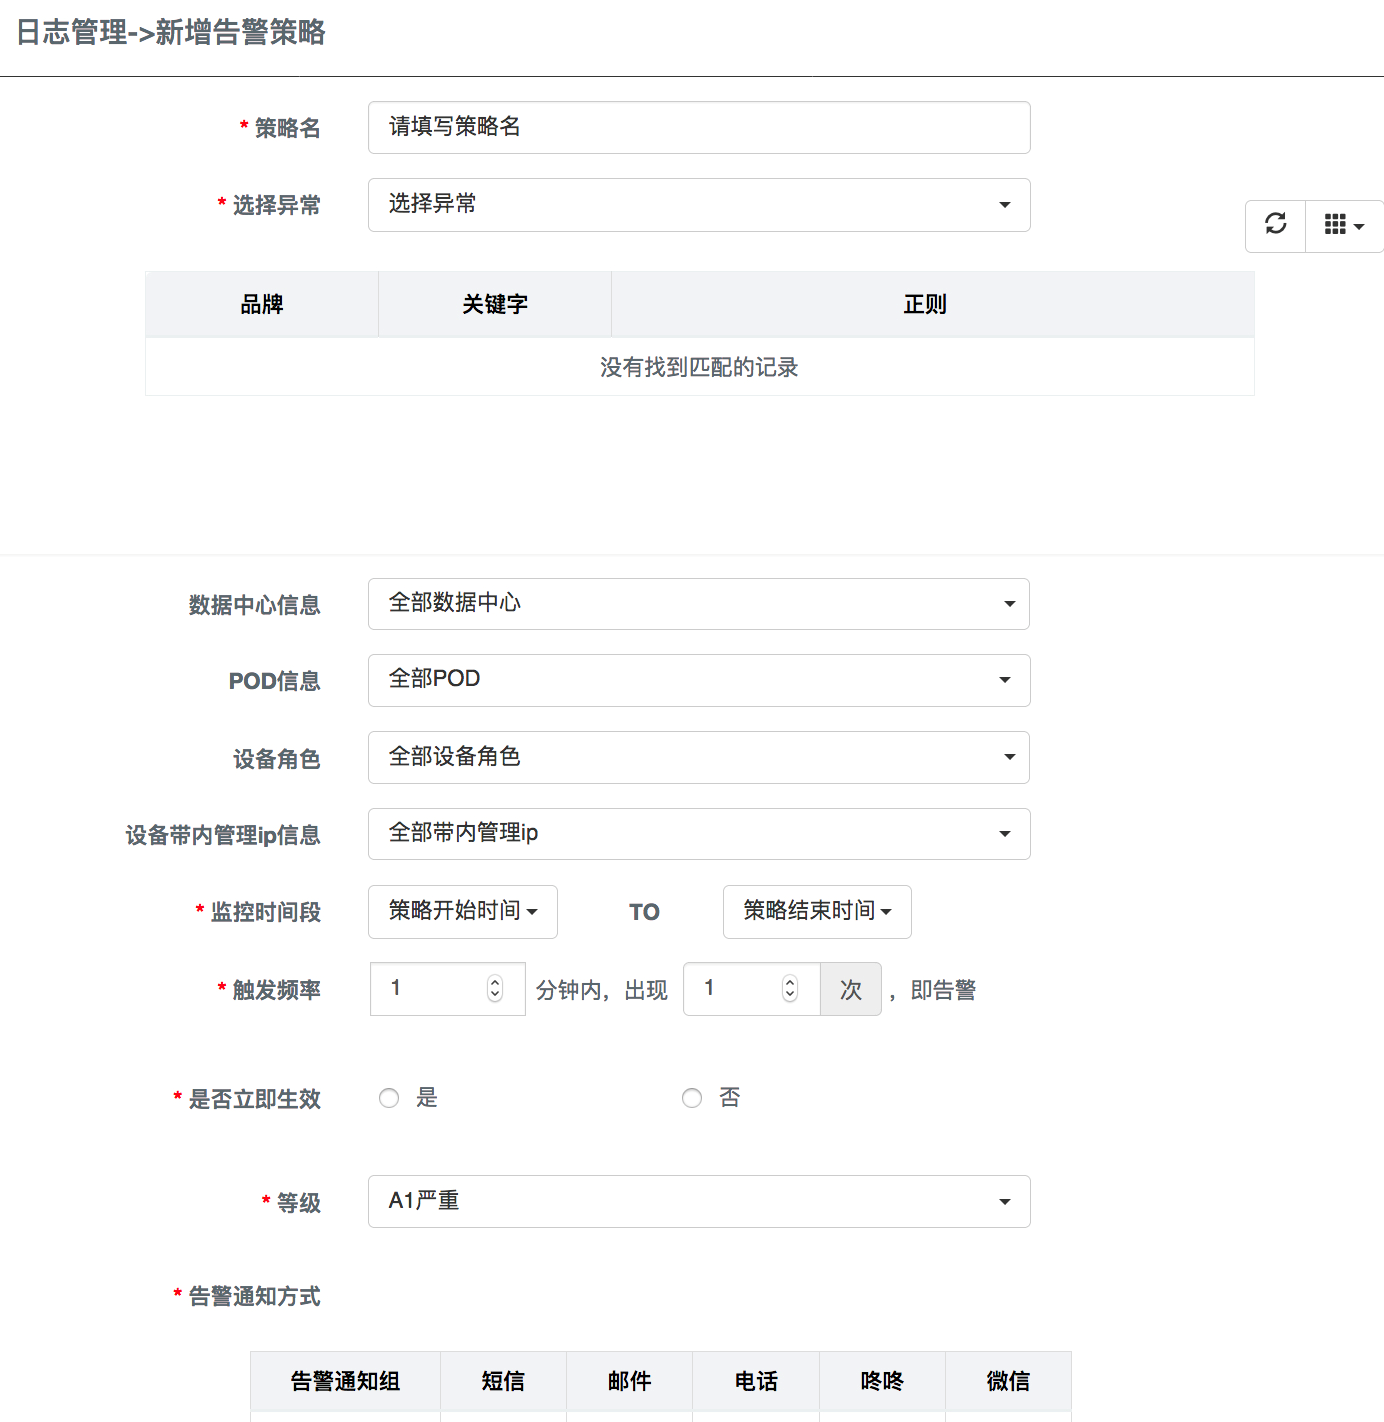 日志管理->新增告警策略
* 策略名 请填写策略名
* 选择异常 选择异常
品牌 关键字 正则
没有找到匹配的记录
数据中心信息 全部数据中心
POD信息 全部POD
设备角色 全部设备角色
设备带内管理ip信息 全部带内管理ip
* 监控时间段 策略开始时间 TO 策略结束时间
* 触发频率 1 分钟内，出现 1 次 ，即告警
* 是否立即生效 是 否
* 等级 A1严重
* 告警通知方式
告警通知组 短信 邮件 电话 咚咚 微信